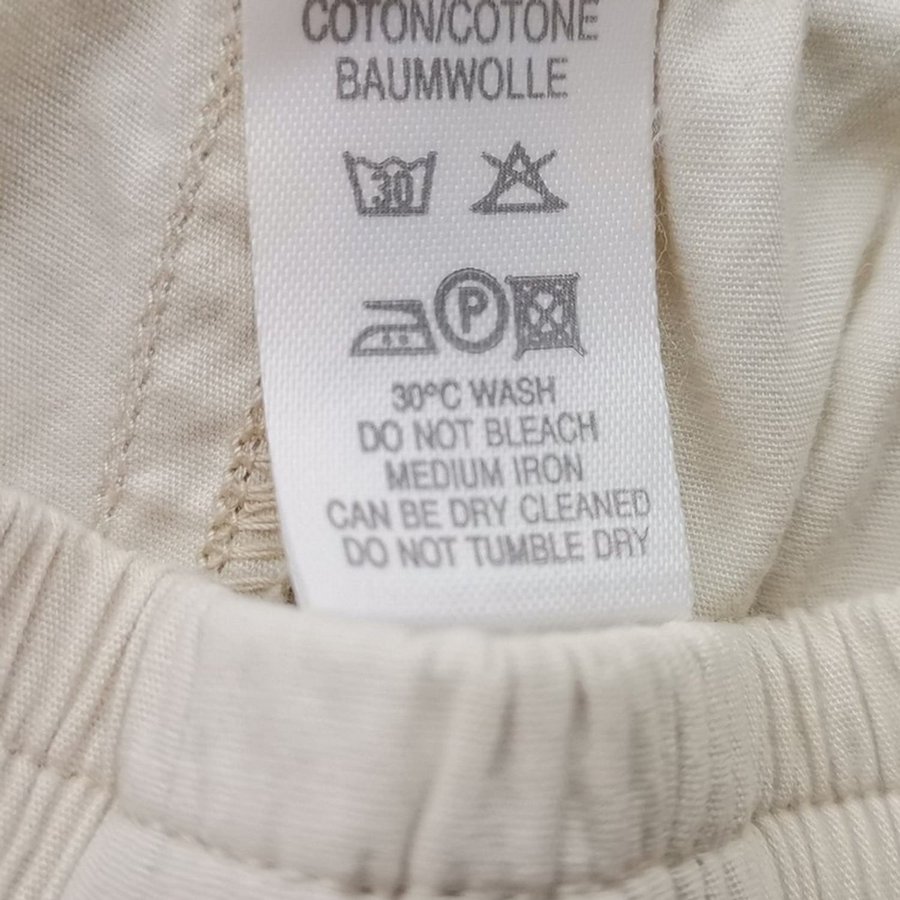 COTON/COTONE
BAUMWOLLE
30
P
30°C WASH
DO NOT BLEACH
MEDIUM IRON
CAN BE DRY CLEANED
DO NOT TUMBLE DRY